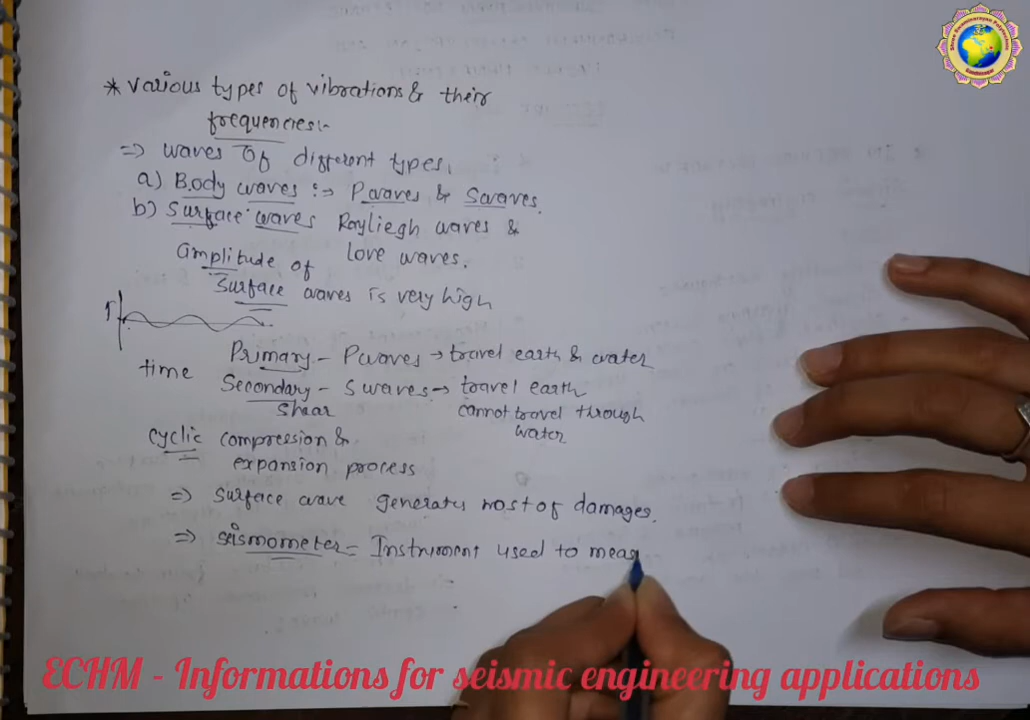 * various types of vibrations & their
frequencies:-
⇒ waves of different types,
a) Body waves :→ P waves & S waves.
b) Surface waves Rayliegh waves &
love waves.
amplitude of
surface waves is very high
time
Primary - P waves → travel earth & water
Secondary - S waves → travel earth
Shear
cannot travel through
water
cyclic compression &
expansion process
⇒ surface wave generates most of damages.
⇒ seismometer = Instrument used to meas
ECHM - Informations for seismic engineering applications